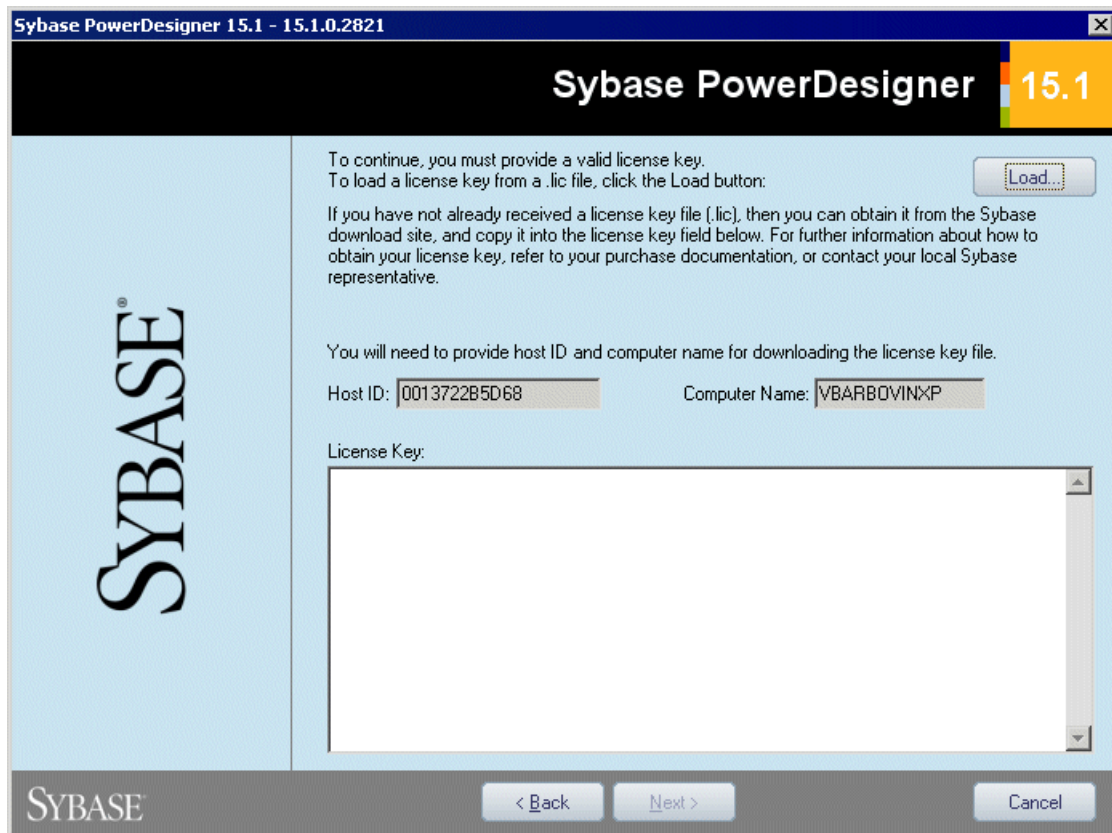 Sybase PowerDesigner 15.1 - 15.1.0.2821
Sybase PowerDesigner 15.1
To continue, you must provide a valid license key.
To load a license key from a .lic file, click the Load button:
Load...
If you have not already received a license key file (.lic), then you can obtain it from the Sybase
download site, and copy it into the license key field below. For further information about how to
obtain your license key, refer to your purchase documentation, or contact your local Sybase
representative.
SYBASE®
You will need to provide host ID and computer name for downloading the license key file.
Host ID: 0013722B5D68 Computer Name: VBARBOVINXP
License Key:
SYBASE
< Back Next > Cancel